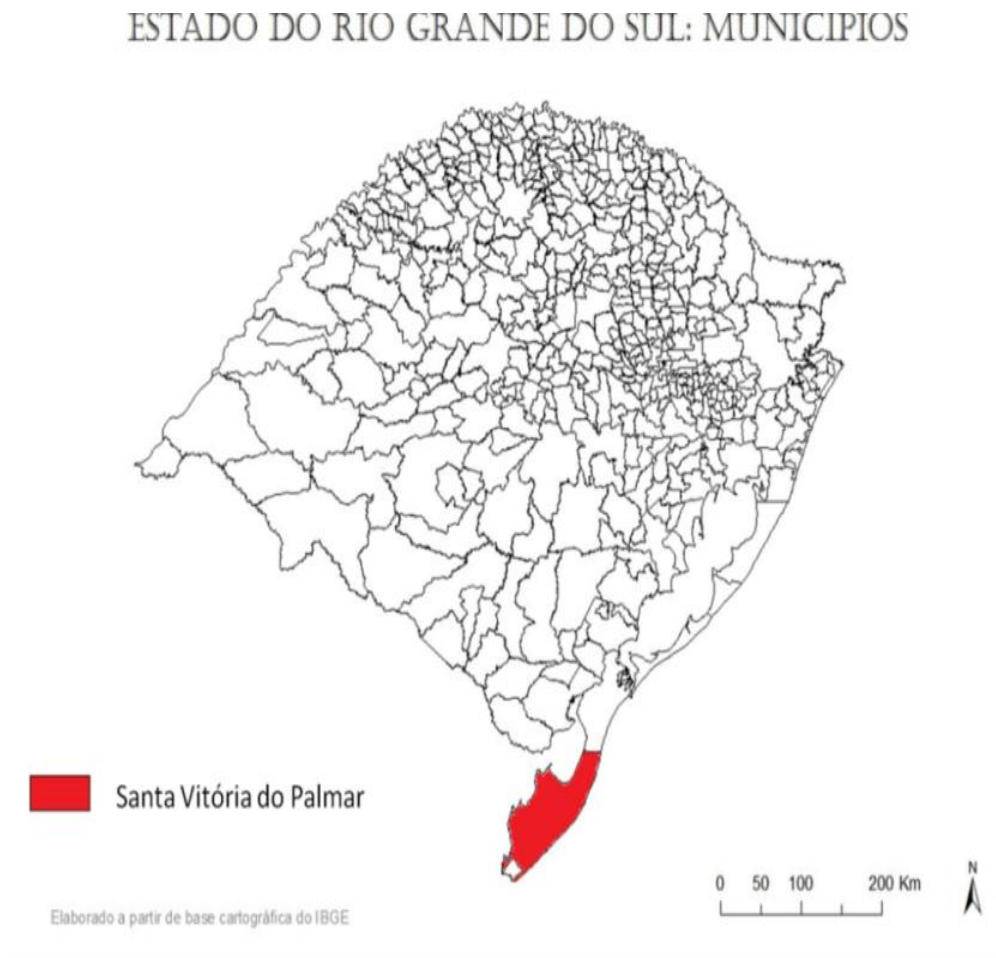 ESTADO DO RIO GRANDE DO SUL: MUNICIPIOS
Santa Vitória do Palmar
0 50 100 200 Km
N
Elaborado a partir de base cartográfica do IBGE